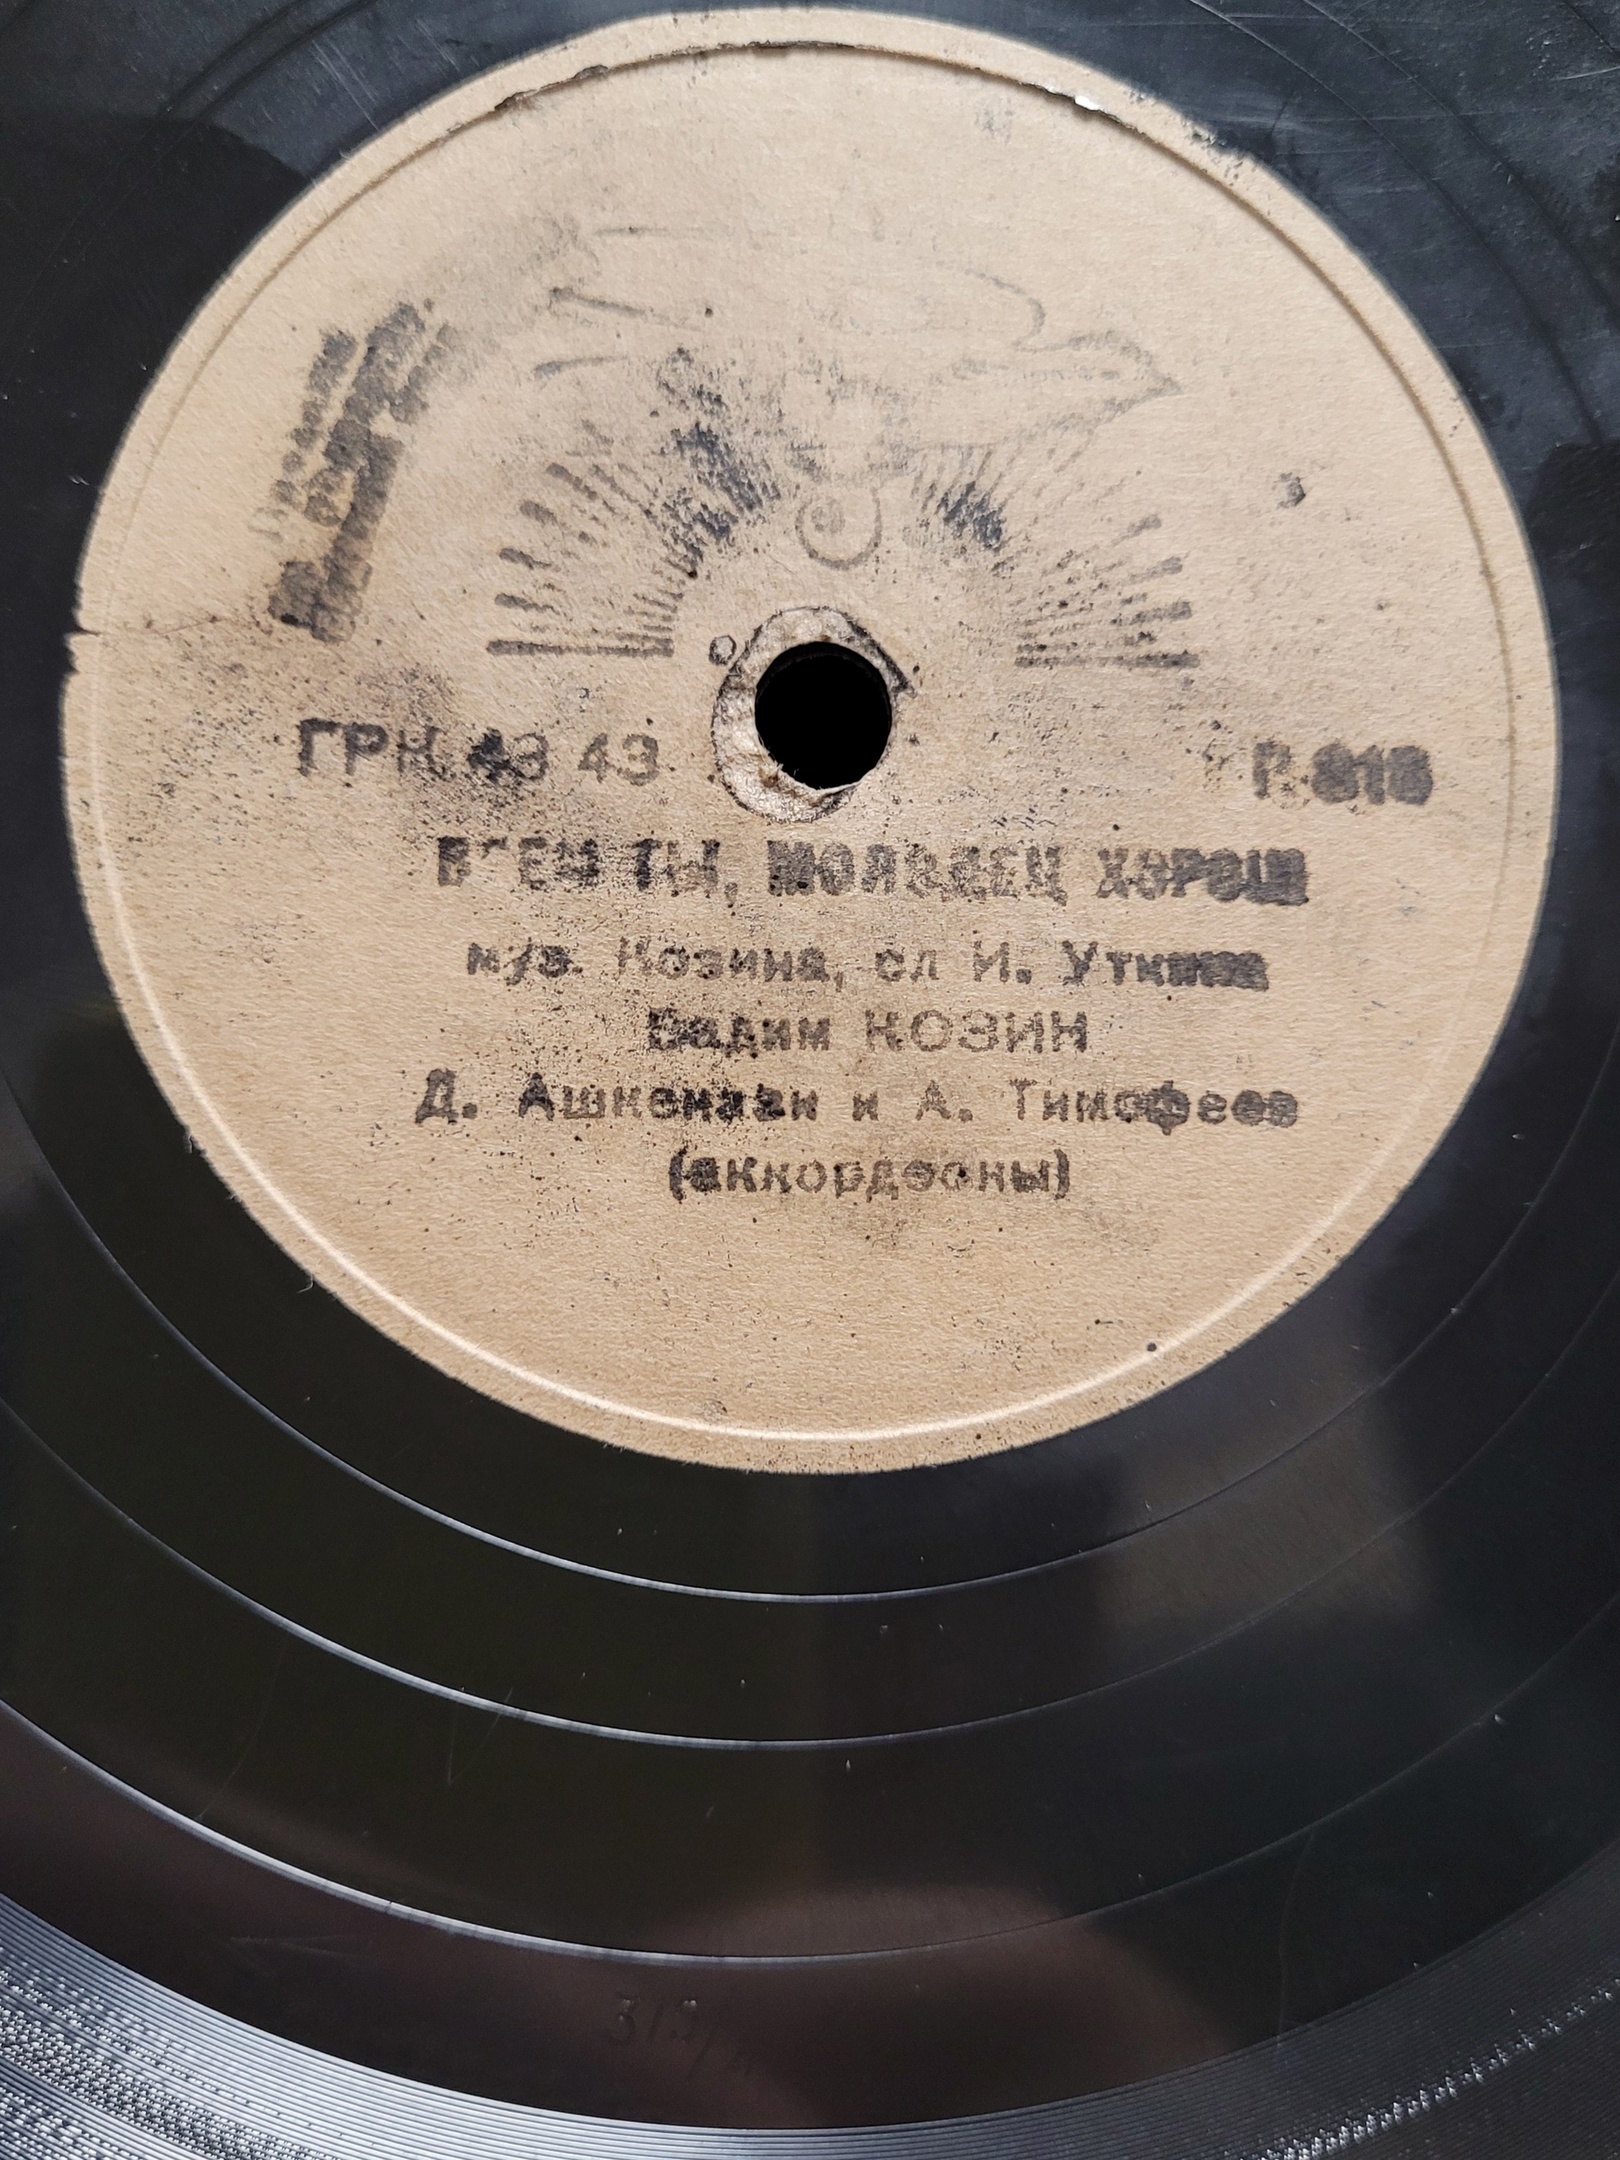 ГРК 43 43
Р-818
ВСЕМ ТЫ, МОЛОДЕЦ ХОРОШ
муз. Козина, сл И. Уткина
Вадим КОЗИН
Д. Ашкенази и А. Тимофеев
(аккордеоны)